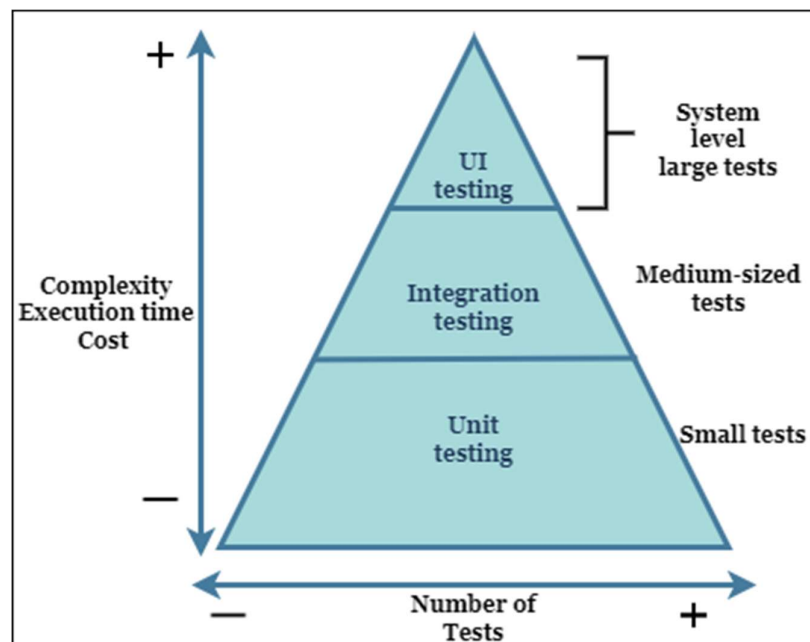 +
System
level
large tests
UI
testing
Complexity
Execution time
Cost
Integration
testing
Medium-sized
tests
Unit
testing
Small tests
—
—
Number of
Tests
+